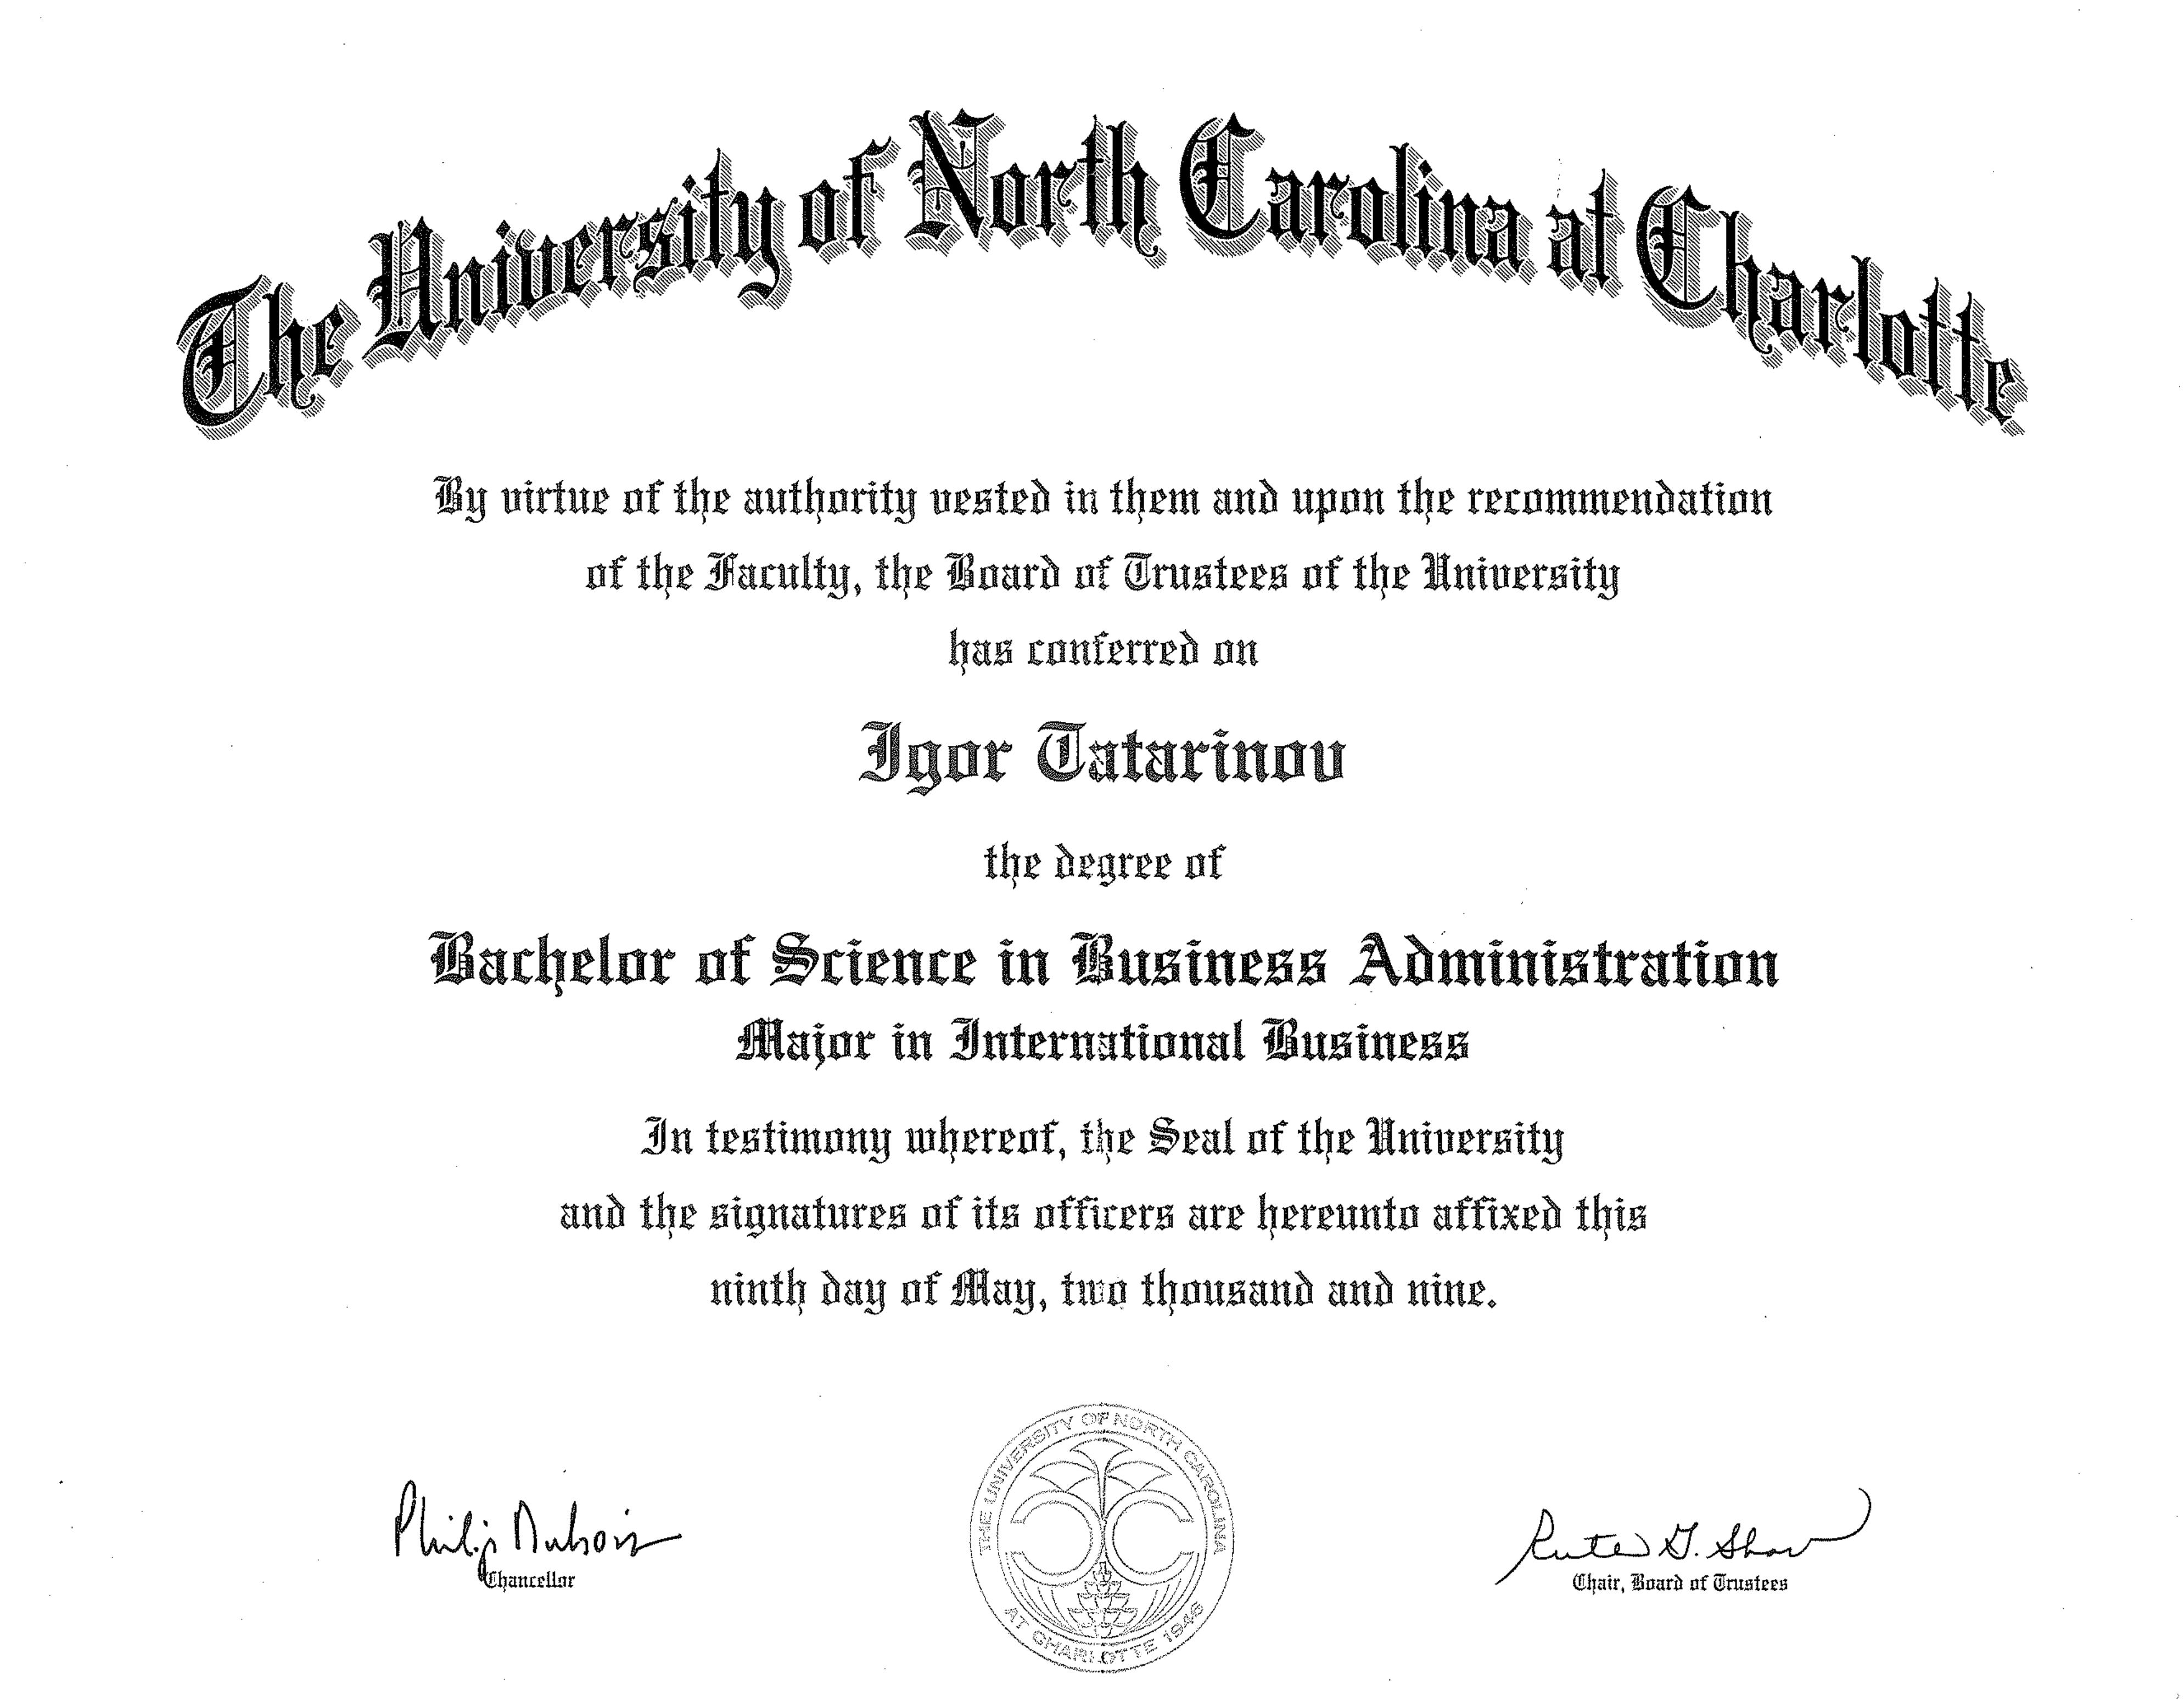 The University of North Carolina at Charlotte
By virtue of the authority vested in them and upon the recommendation
of the Faculty, the Board of Trustees of the University
has conferred on
Igor Tatarinov
the degree of
Bachelor of Science in Business Administration
Major in International Business
In testimony whereof, the Seal of the University
and the signatures of its officers are hereunto affixed this
ninth day of May, two thousand and nine.
Philip Dubois
Chancellor
THE UNIVERSITY OF NORTH CAROLINA
AT CHARLOTTE 1946
Ruth G. Shaw
Chair, Board of Trustees